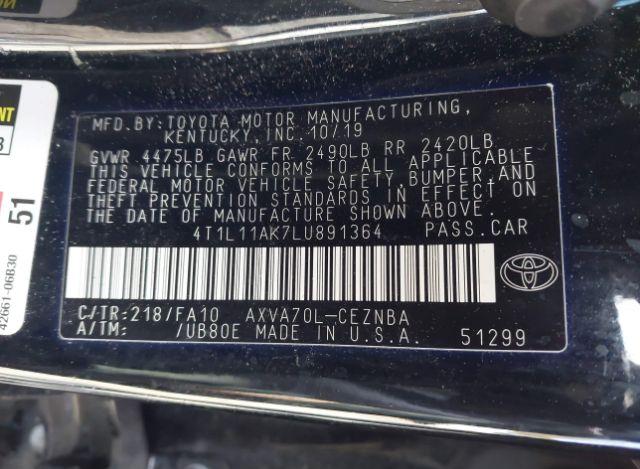 MFD.BY:TOYOTA MOTOR MANUFACTURING,
KENTUCKY,INC.10/19
GVWR 4475LB GAWR FR 2490LB RR 2420LB
THIS VEHICLE CONFORMS TO ALL APPLICABLE
FEDERAL MOTOR VEHICLE SAFETY,BUMPER,AND
THEFT PREVENTION STANDARDS IN EFFECT ON
THE DATE OF MANUFACTURE SHOWN ABOVE.
4T1L11AK7LU891364 PASS.CAR
C/TR:218/FA10 AXVA70L-CEZNBA
A/TM: /UB80E MADE IN U.S.A.
51299
51
42661-06B30